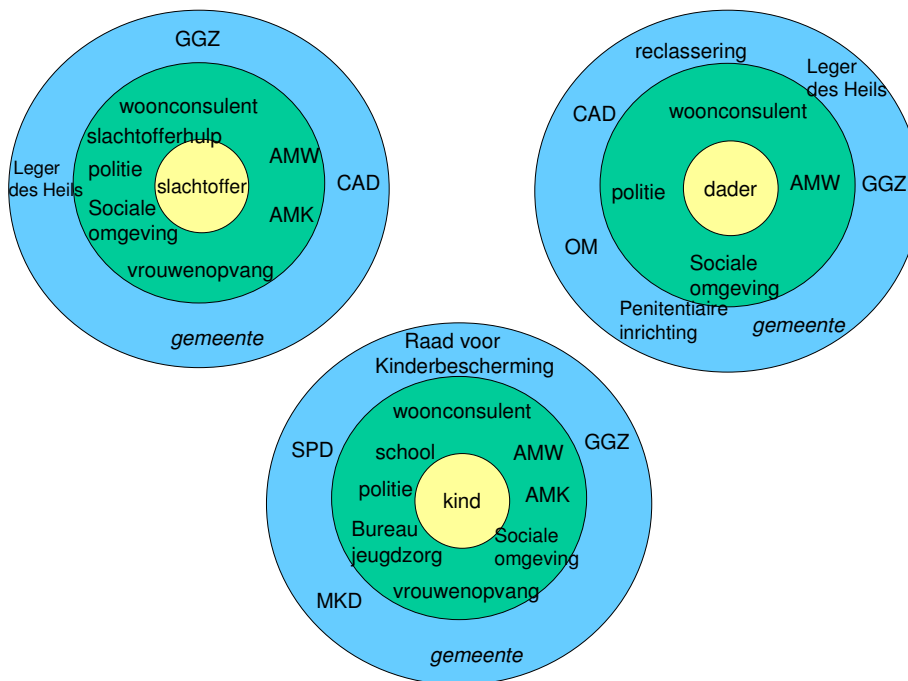 GGZ
woonconsulent
slachtofferhulp
AMW
politie
Leger
des Heils
slachtoffer
CAD
Sociale
omgeving
AMK
vrouwenopvang
gemeente
reclassering
Leger
des Heils
CAD
woonconsulent
politie
dader
AMW
GGZ
OM
Sociale
omgeving
Penitentiaire
inrichting
gemeente
Raad voor
Kinderbescherming
woonconsulent
SPD
school
AMW
GGZ
politie
kind
AMK
Bureau
jeugdzorg
Sociale
omgeving
vrouwenopvang
MKD
gemeente